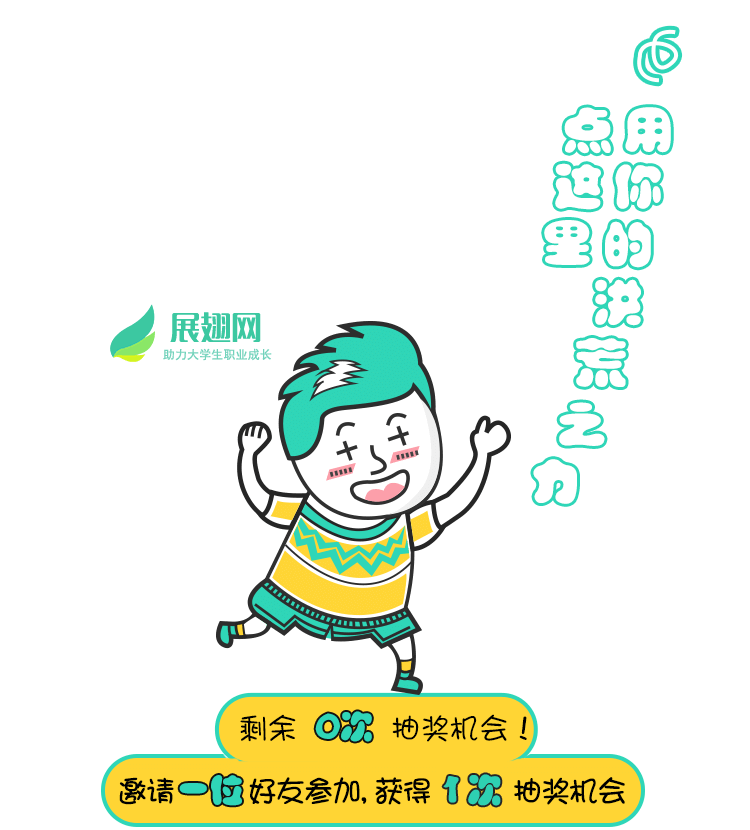 用你的洪荒之力
点这里
展翅网
助力大学生职业成长
剩余 0次 抽奖机会!
邀请一位好友参加, 获得 1次 抽奖机会